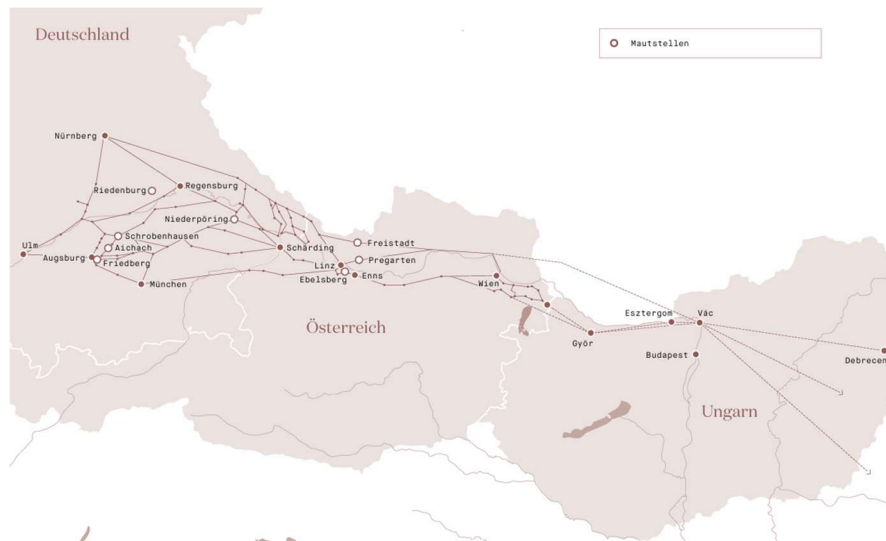 Deutschland
Mautstellen
Nürnberg
Riedenburg
Regensburg
Niederpöring
Schrobenhausen
Ulm
Aichach
Augsburg
Friedberg
München
Schärding
Freistadt
Pregarten
Linz
Ebelsberg
Enns
Wien
Österreich
Esztergom
Vác
Györ
Budapest
Debrecen
Ungarn